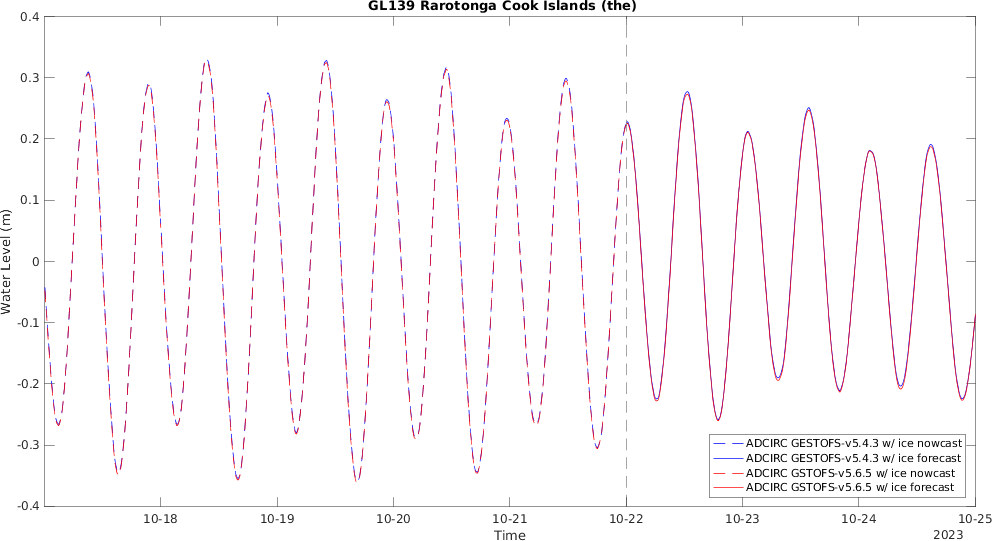 GL139 Rarotonga Cook Islands (the)
0.4
0.3
0.2
0.1
0
-0.1
-0.2
-0.3
-0.4
Water Level (m)
10-18
10-19
10-20
10-21
10-22
10-23
10-24
10-25
Time
2023
ADCIRC GESTOFS-v5.4.3 w/ ice nowcast
ADCIRC GESTOFS-v5.4.3 w/ ice forecast
ADCIRC GSTOFS-v5.6.5 w/ ice nowcast
ADCIRC GSTOFS-v5.6.5 w/ ice forecast